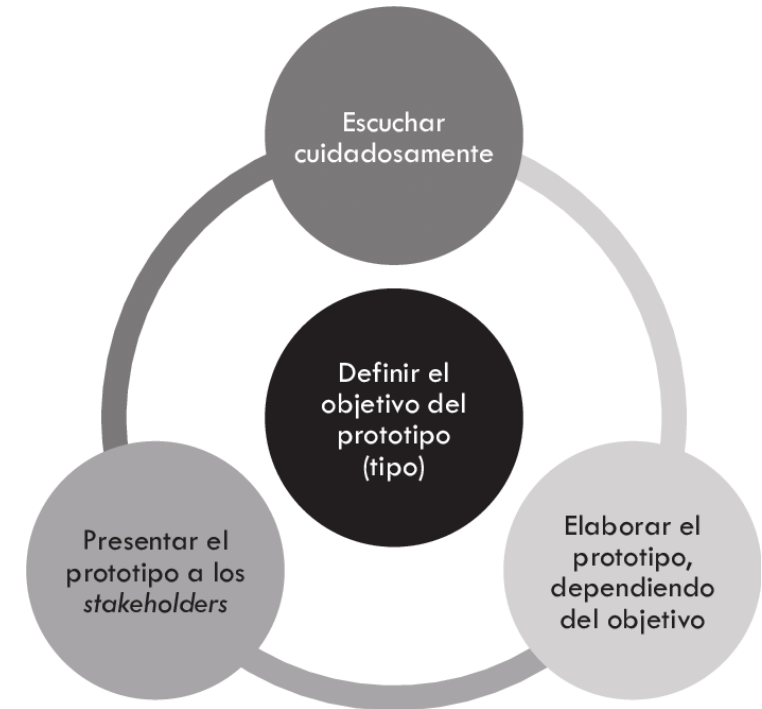 Escuchar
cuidadosamente
Definir el
objetivo del
prototipo
(tipo)
Presentar el
prototipo a los
stakeholders
Elaborar el
prototipo,
dependiendo
del objetivo